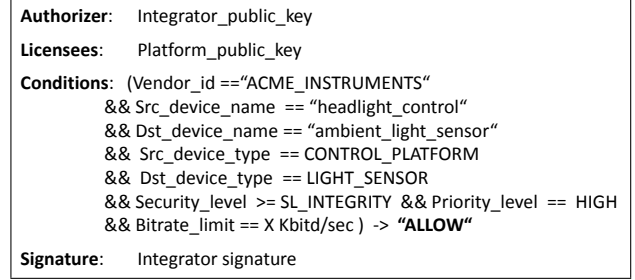 Authorizer: Integrator_public_key
Licensees: Platform_public_key
Conditions: (Vendor_id ==“ACME_INSTRUMENTS“
&& Src_device_name == “headlight_control“
&& Dst_device_name == “ambient_light_sensor“
&& Src_device_type == CONTROL_PLATFORM
&& Dst_device_type == LIGHT_SENSOR
&& Security_level >= SL_INTEGRITY && Priority_level == HIGH
&& Bitrate_limit == X Kbitd/sec ) -> “ALLOW“
Signature: Integrator signature